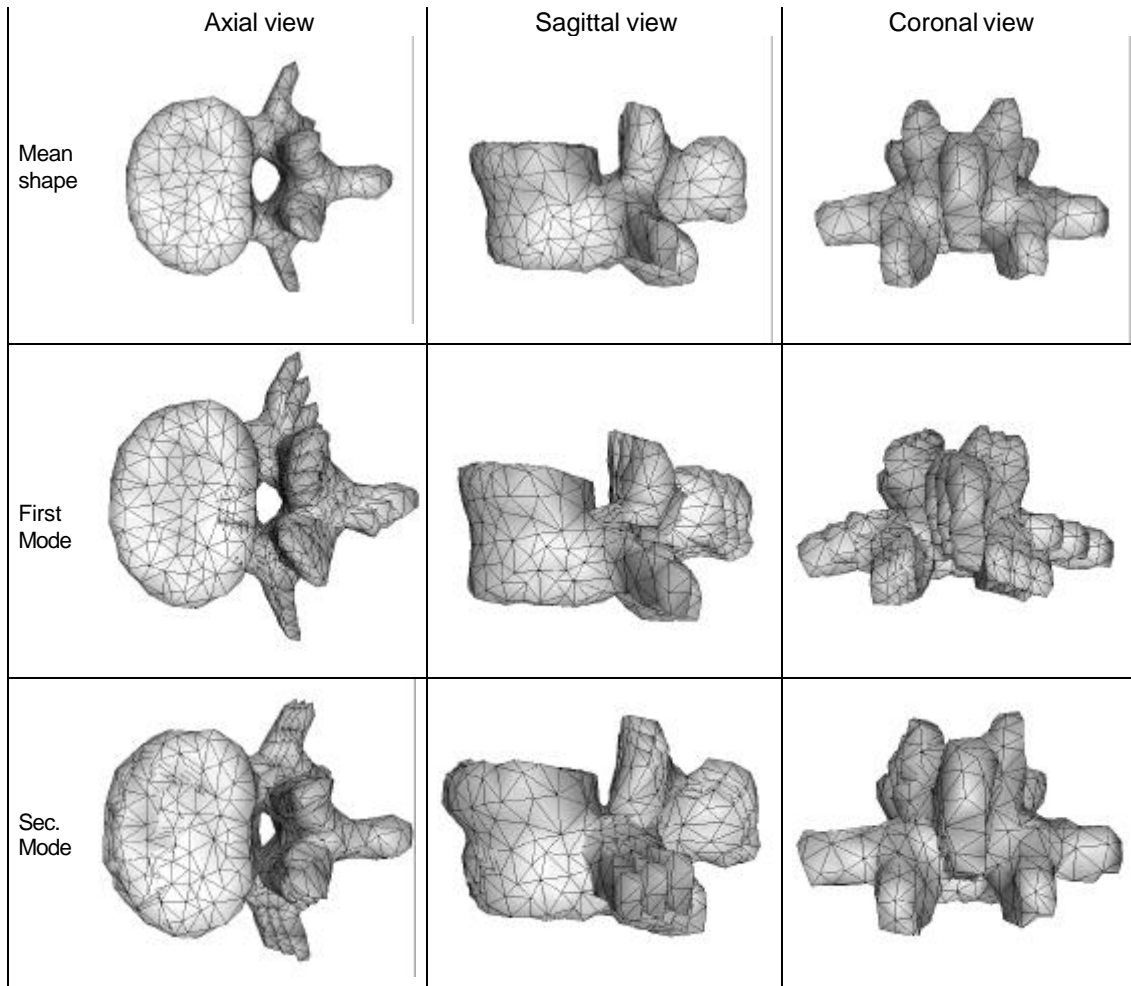 Axial view
Sagittal view
Coronal view
Mean
shape
First
Mode
Sec.
Mode